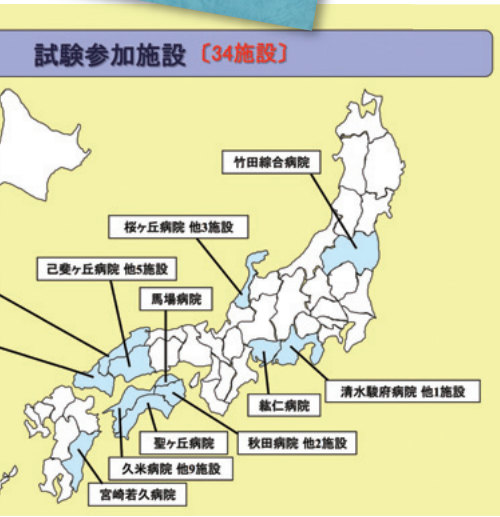 試験参加施設〔34施設〕
竹田綜合病院
桜ヶ丘病院 他3施設
己斐ヶ丘病院 他5施設
馬場病院
清水駿府病院 他1施設
紘仁病院
聖ヶ丘病院
秋田病院 他2施設
久米病院 他9施設
宮崎若久病院